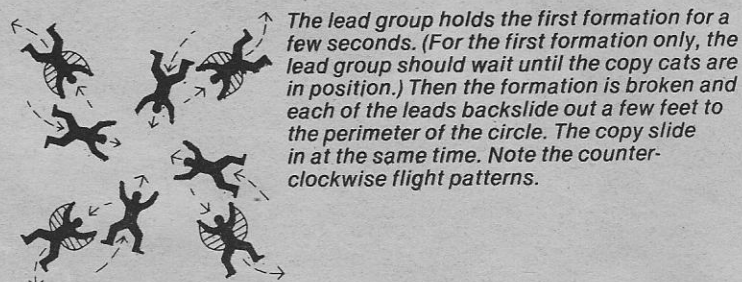 The lead group holds the first formation for a
few seconds. (For the first formation only, the
lead group should wait until the copy cats are
in position.) Then the formation is broken and
each of the leads backslide out a few feet to
the perimeter of the circle. The copy slide
in at the same time. Note the counter-
clockwise flight patterns.